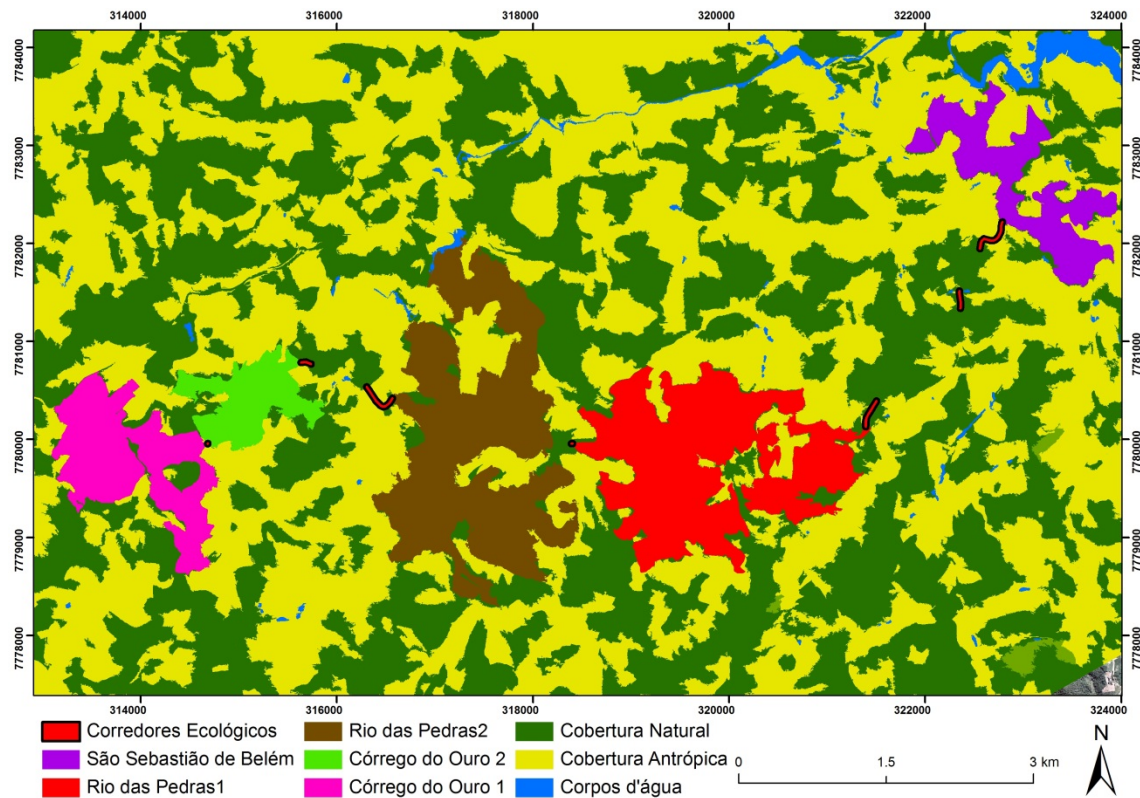 314000 316000 318000 320000 322000 324000
7784000 7784000
7783000 7783000
7782000 7782000
7781000 7781000
7780000 7780000
7779000 7779000
7778000 7778000
314000 316000 318000 320000 322000 324000
Corredores Ecológicos Rio das Pedras2 Cobertura Natural
São Sebastião de Belém Córrego do Ouro 2 Cobertura Antrópica
Rio das Pedras1 Córrego do Ouro 1 Corpos d'água
0 1.5 3 km
N